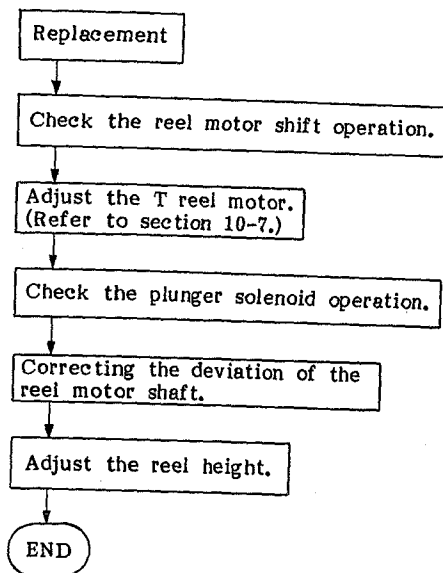 Replacement
Check the reel motor shift operation.
Adjust the T reel motor.
(Refer to section 10-7.)
Check the plunger solenoid operation.
Correcting the deviation of the
reel motor shaft.
Adjust the reel height.
END